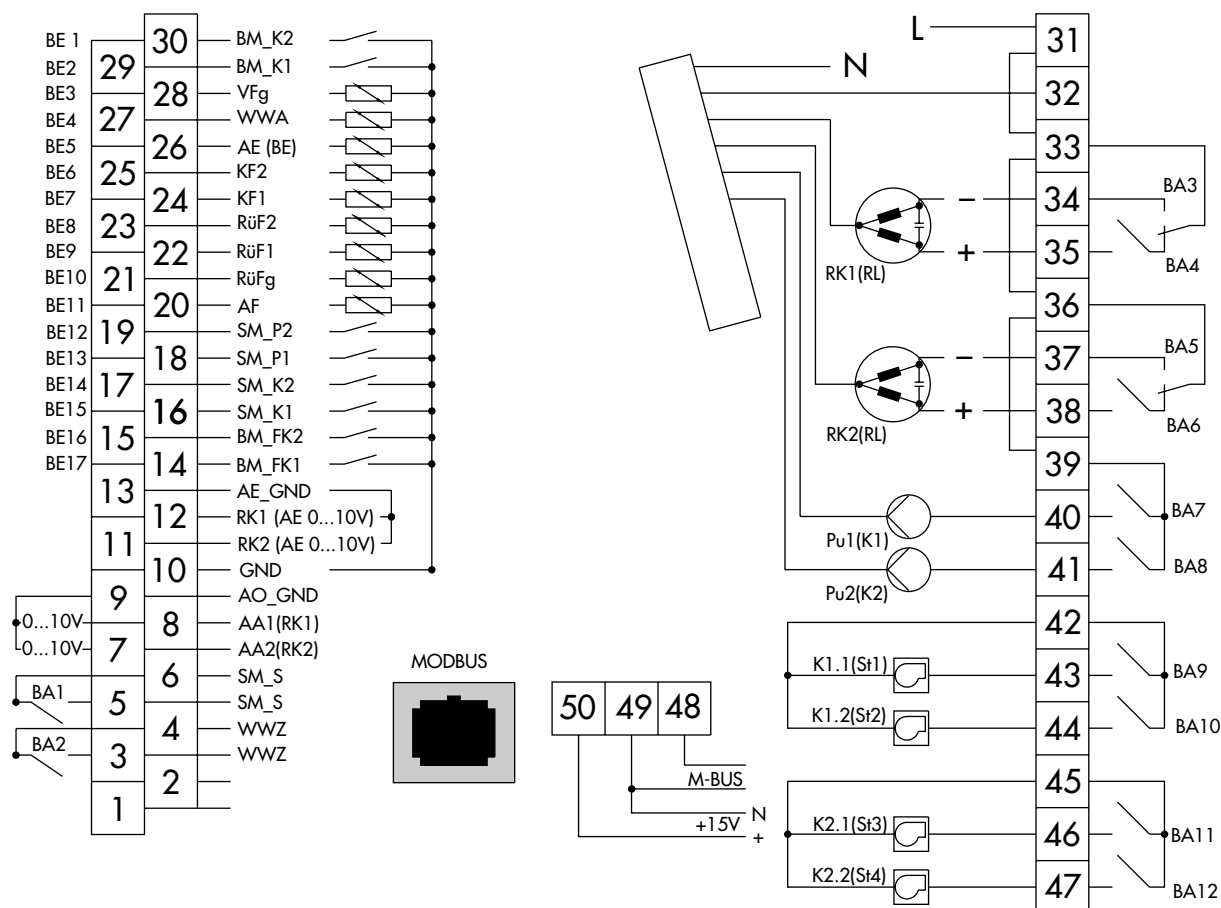 BE 1 30 BM_K2
29
BE2 BM_K1
28
BE3 VFg
27
BE4 WWA
26
BE5 AE (BE)
25
BE6 KF2
24
BE7 KF1
23
BE8 RüF2
22
BE9 RüF1
21
BE10 RüFg
20
BE11 AF
19
BE12 SM_P2
18
BE13 SM_P1
17
BE14 SM_K2
16
BE15 SM_K1
15
BE16 BM_FK2
14
BE17 BM_FK1
13
AE_GND
12
RK1 (AE 0...10V)
11
RK2 (AE 0...10V)
10
GND
9
AO_GND
8
0...10V AA1(RK1)
7
0...10V AA2(RK2)
6
SM_S
BA1 5
SM_S
4
WWZ
BA2 3
WWZ
2
1
MODBUS
50 49 48
M-BUS
N
+15V
+
L
31
N
32
33
BA3
− 34
+ 35
BA4
RK1(RL)
36
BA5
− 37
+ 38
BA6
RK2(RL)
39
40 BA7
Pu1(K1)
41 BA8
Pu2(K2)
42
K1.1(St1) 43 BA9
K1.2(St2) 44 BA10
45
K2.1(St3) 46 BA11
K2.2(St4) 47 BA12